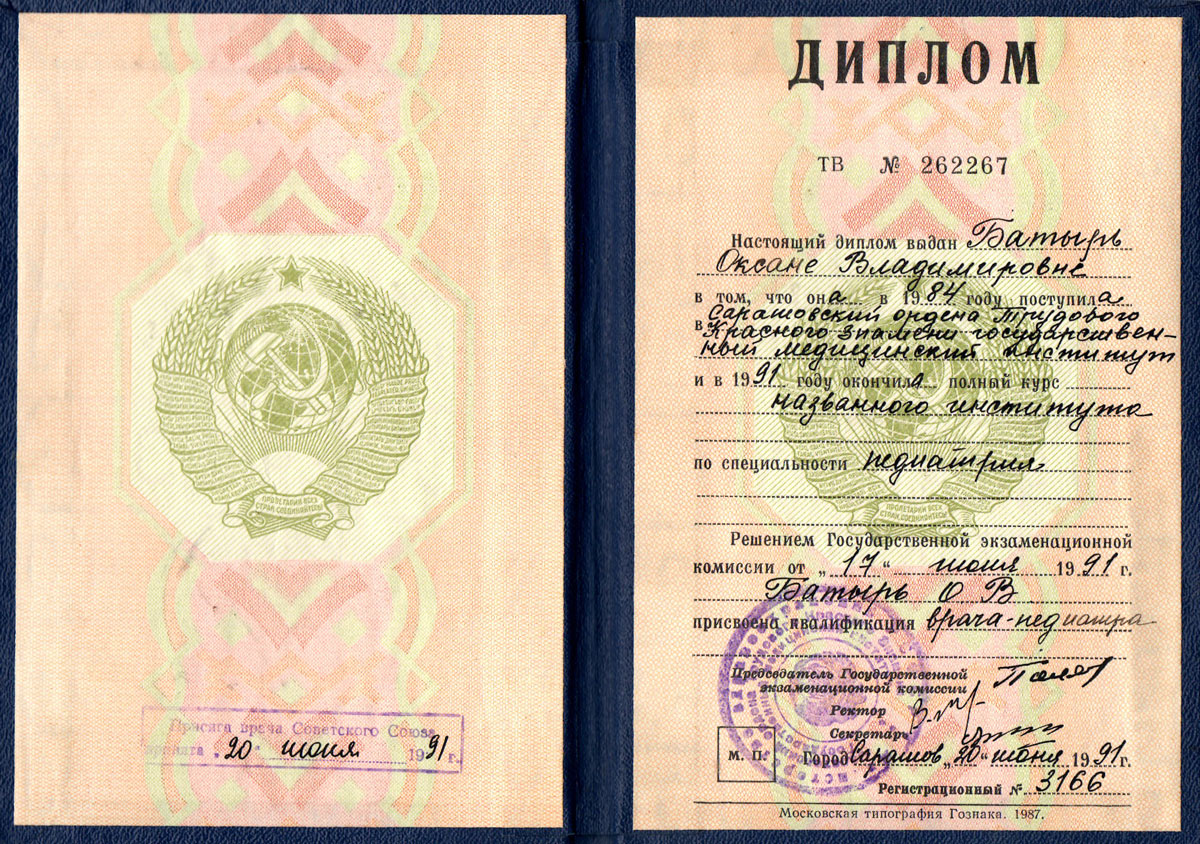 ПРОЛЕТАРИИ ВСЕХ
СТРАН, СОЕДИНЯЙТЕСЬ!
Присяга врача Советского Союза
принята „20“ июня 1991 г.
ДИПЛОМ
ТВ № 262267
Настоящий диплом выдан Батырь
Оксане Владимировне
в том, что она в 1984 году поступила
в Саратовский ордена Трудового
Красного знамени государствен-
ный медицинский институт
и в 1991 году окончила полный курс
названного института
по специальности педиатрия
ПРОЛЕТАРИИ ВСЕХ
СТРАН, СОЕДИНЯЙТЕСЬ!
Решением Государственной экзаменационной
комиссии от „17“ июня 1991 г.
Батырь О В
присвоена квалификация врача-педиатра
Председатель Государственной
экзаменационной комиссии
Ректор
Секретарь
М. П.
Город Саратов „20“ июня 1991 г.
Регистрационный № 3166
Московская типография Гознака. 1987.